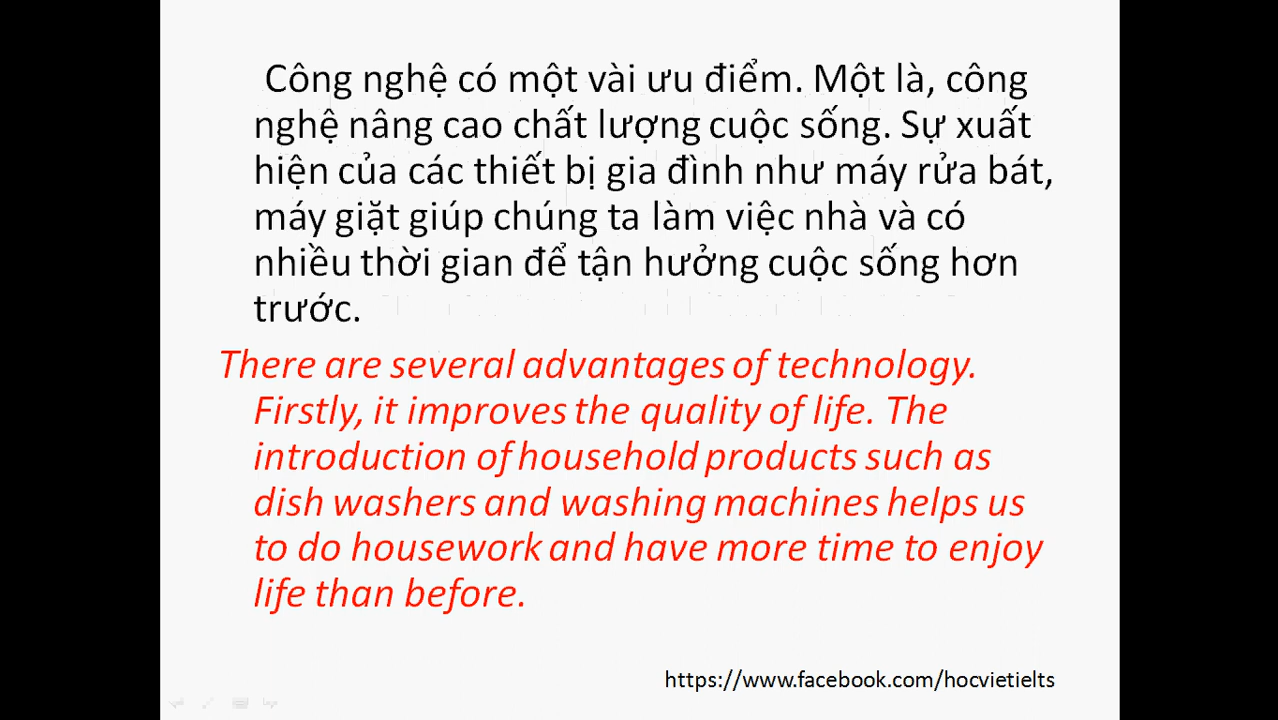 Công nghệ có một vài ưu điểm. Một là, công
nghệ nâng cao chất lượng cuộc sống. Sự xuất
hiện của các thiết bị gia đình như máy rửa bát,
máy giặt giúp chúng ta làm việc nhà và có
nhiều thời gian để tận hưởng cuộc sống hơn
trước.
There are several advantages of technology.
Firstly, it improves the quality of life. The
introduction of household products such as
dish washers and washing machines helps us
to do housework and have more time to enjoy
life than before.
https://www.facebook.com/hocvietielts